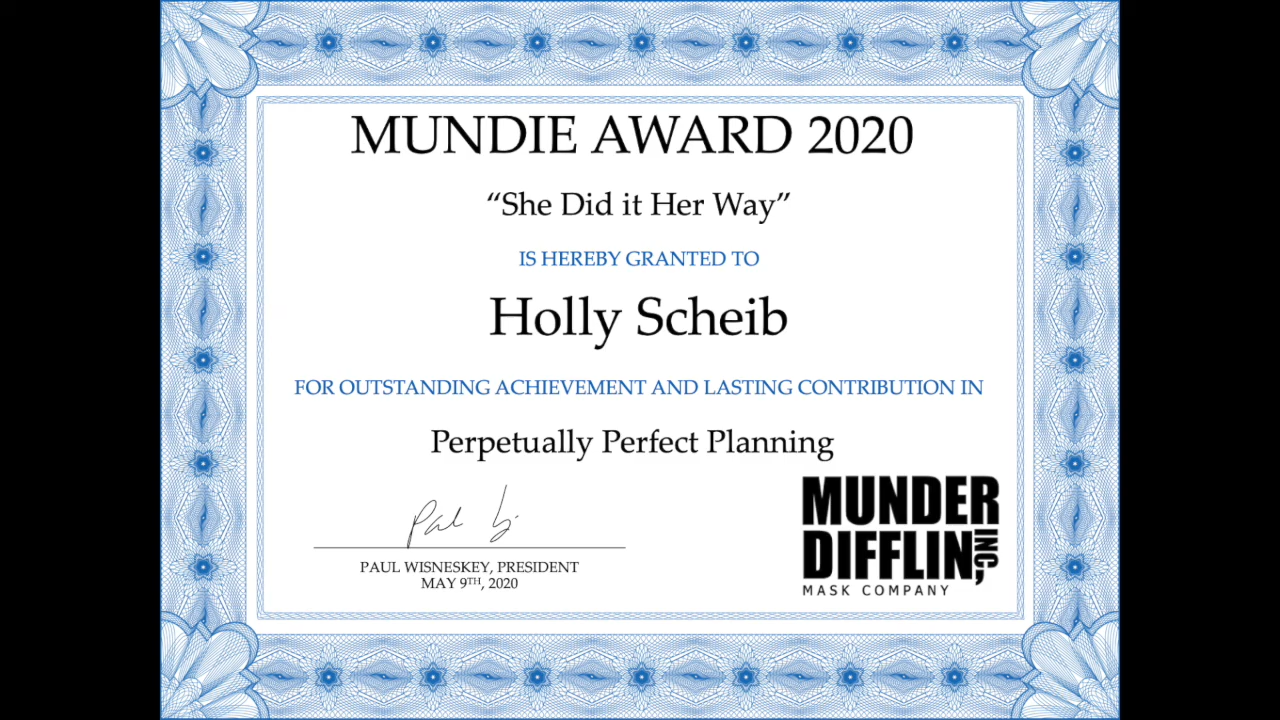 MUNDIE AWARD 2020
“She Did it Her Way”
IS HEREBY GRANTED TO
Holly Scheib
FOR OUTSTANDING ACHIEVEMENT AND LASTING CONTRIBUTION IN
Perpetually Perfect Planning
Pal
PAUL WISNESKEY, PRESIDENT
MAY 9TH, 2020
MUNDER
DIFFLIN INC,
MASK COMPANY